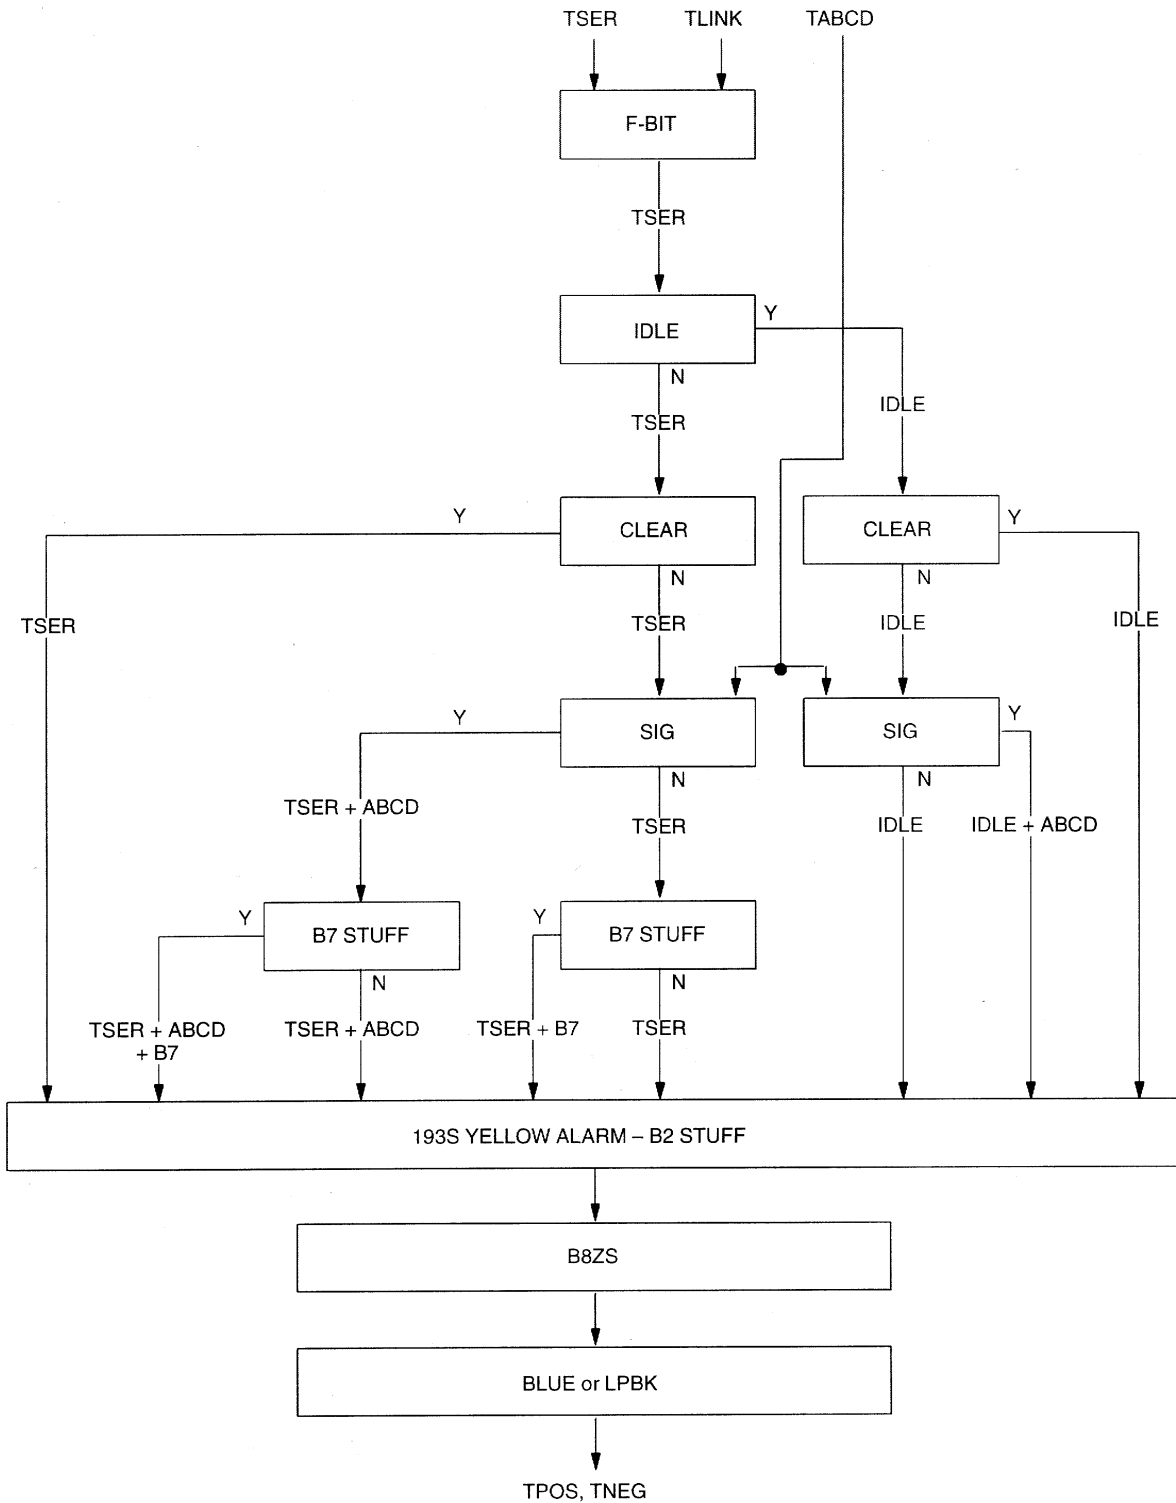 TSER TLINK TABCD
F-BIT
TSER
IDLE Y
N
IDLE
TSER
Y CLEAR CLEAR Y
N N
TSER TSER IDLE IDLE
Y SIG SIG Y
N N
TSER + ABCD TSER IDLE IDLE + ABCD
Y B7 STUFF Y B7 STUFF
N N
TSER + ABCD
+ B7
TSER + ABCD TSER + B7 TSER
193S YELLOW ALARM – B2 STUFF
B8ZS
BLUE or LPBK
TPOS, TNEG